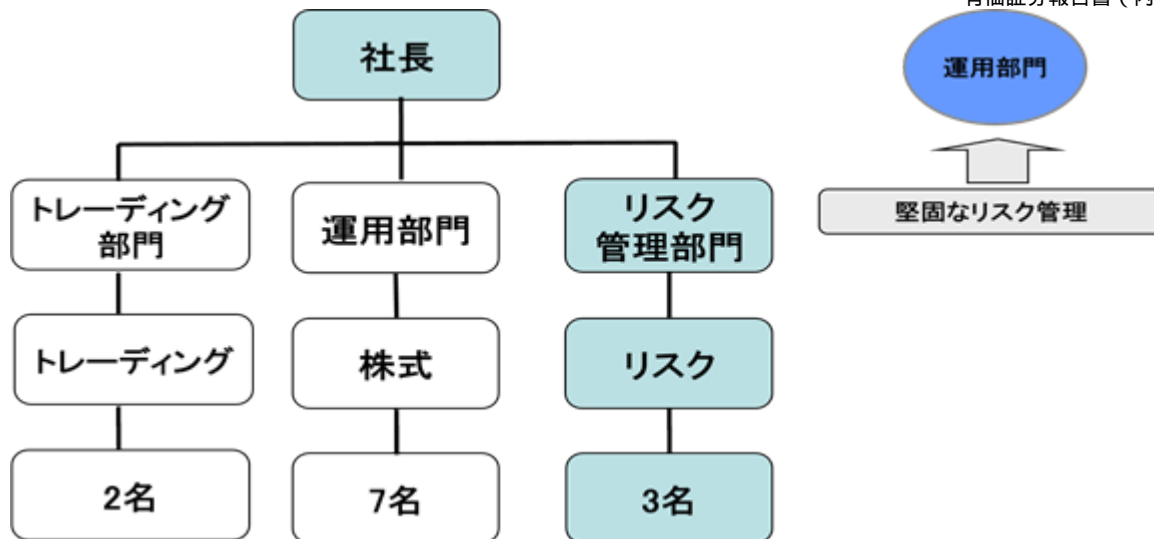 社長
トレーディング
部門
運用部門
リスク
管理部門
トレーディング
株式
リスク
2名
7名
3名
運用部門
堅固なリスク管理